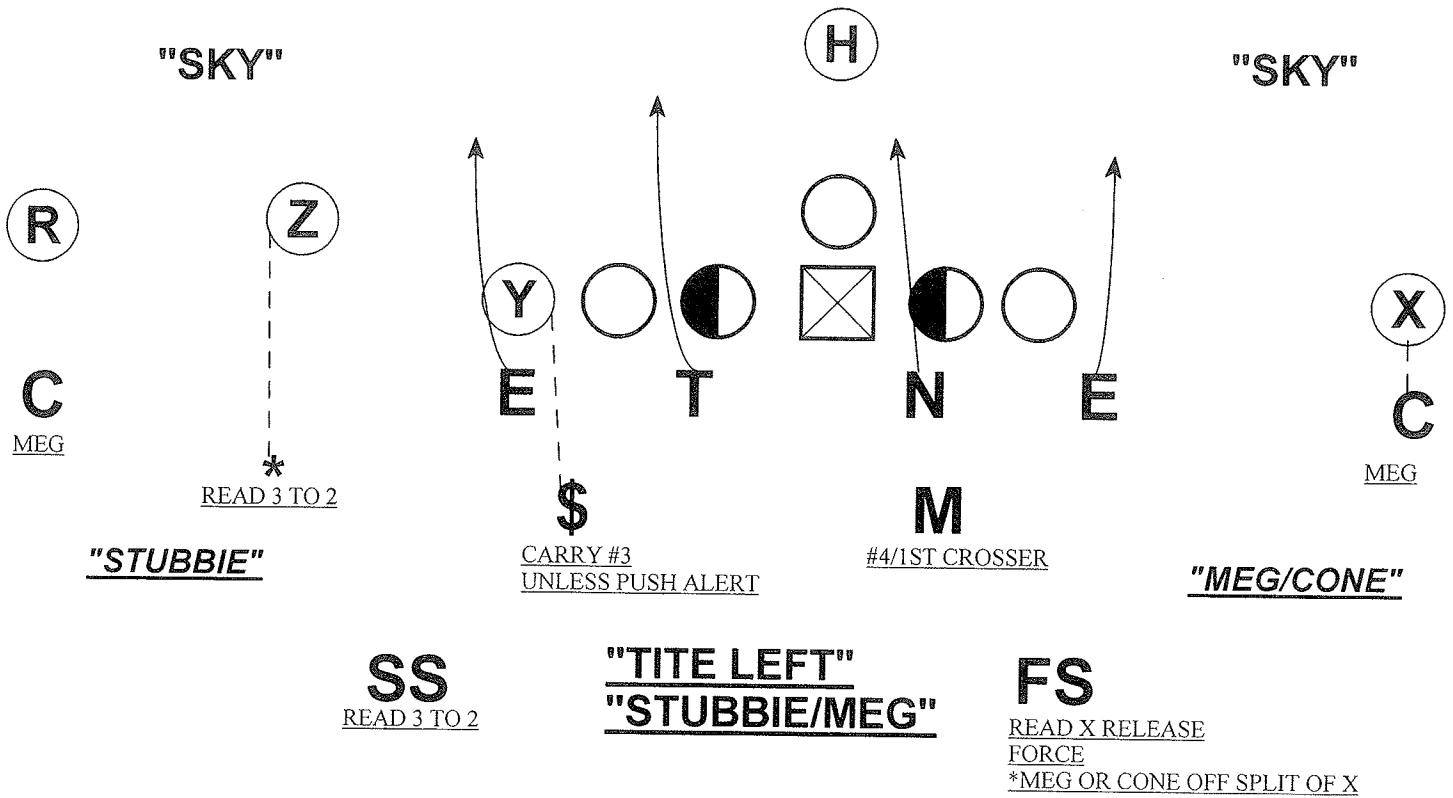 H
"SKY"
"SKY"
R
Z
Y
X
C
E
T
N
E
C
MEG
MEG
*
READ 3 TO 2
$
M
CARRY #3
UNLESS PUSH ALERT
#4/1ST CROSSER
"STUBBIE"
"MEG/CONE"
SS
READ 3 TO 2
"TITE LEFT"
"STUBBIE/MEG"
FS
READ X RELEASE
FORCE
*MEG OR CONE OFF SPLIT OF X